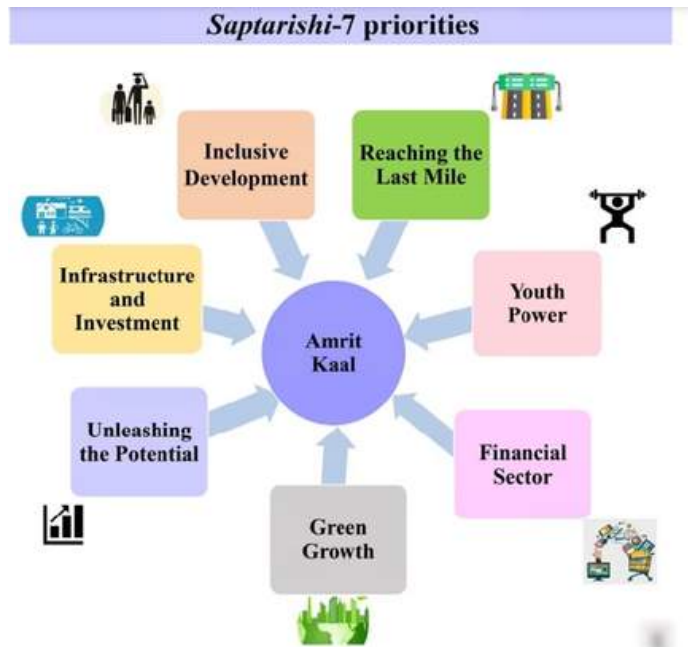 Saptarishi-7 priorities
Inclusive
Development
Reaching the
Last Mile
Infrastructure
and
Investment
Youth
Power
Amrit
Kaal
Unleashing
the Potential
Financial
Sector
Green
Growth